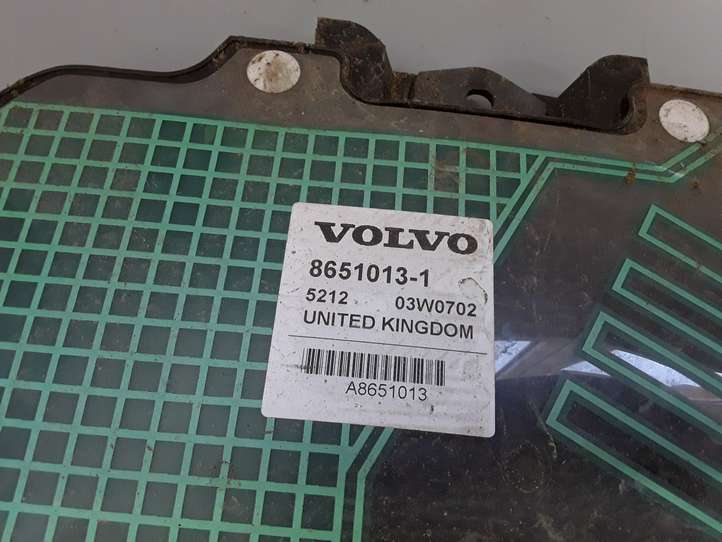 VOLVO
8651013-1
5212 03W0702
UNITED KINGDOM
A8651013